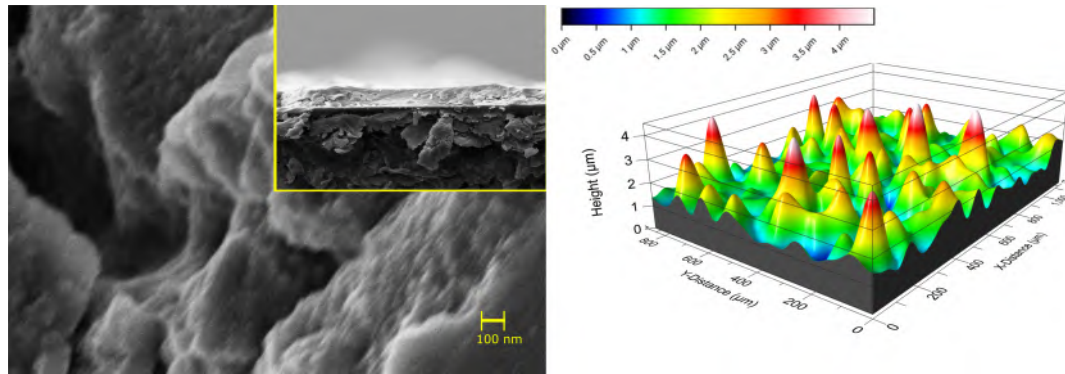 100 nm
0 µm
0.5 µm
1 µm
1.5 µm
2 µm
2.5 µm
3 µm
3.5 µm
4 µm
Height (µm)
4
3
2
1
0
800
600
400
200
0
Y-Distance (µm)
0
200
400
600
800
X-Distance (µm)